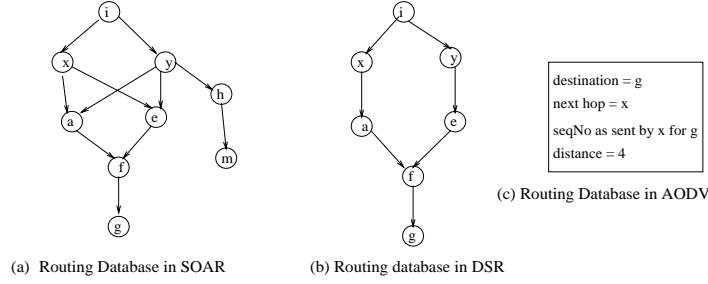 i
x
y
h
a
e
m
f
g
(a) Routing Database in SOAR
i
x
y
a
e
f
g
(b) Routing database in DSR
destination = g
next hop = x
seqNo as sent by x for g
distance = 4
(c) Routing Database in AODV